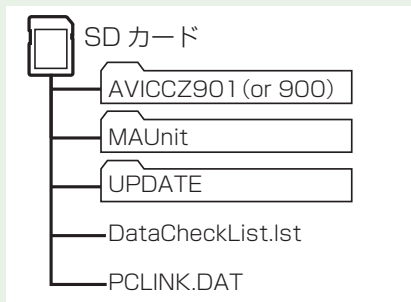 SD カード
AVICCZ901(or 900)
MAUnit
UPDATE
DataCheckList.lst
PCLINK.DAT